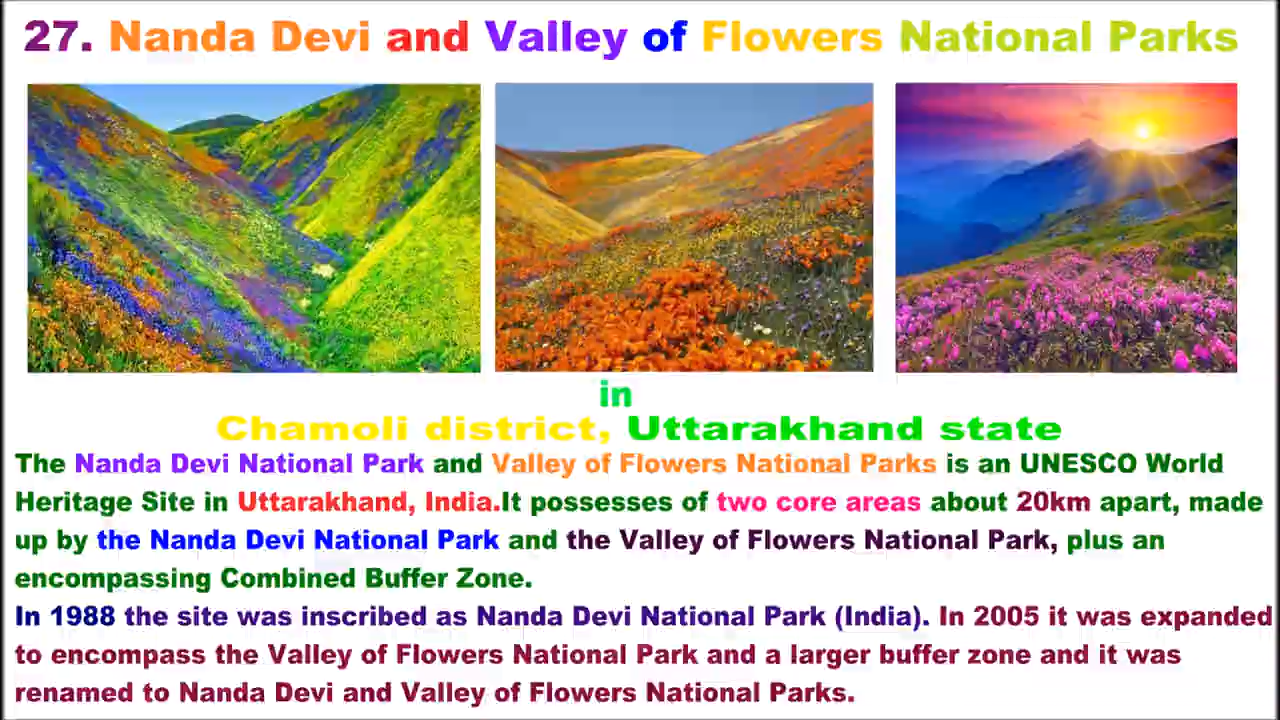 27. Nanda Devi and Valley of Flowers National Parks
in
Chamoli district, Uttarakhand state
The Nanda Devi National Park and Valley of Flowers National Parks is an UNESCO World
Heritage Site in Uttarakhand, India.It possesses of two core areas about 20km apart, made
up by the Nanda Devi National Park and the Valley of Flowers National Park, plus an
encompassing Combined Buffer Zone.
In 1988 the site was inscribed as Nanda Devi National Park (India). In 2005 it was expanded
to encompass the Valley of Flowers National Park and a larger buffer zone and it was
renamed to Nanda Devi and Valley of Flowers National Parks.